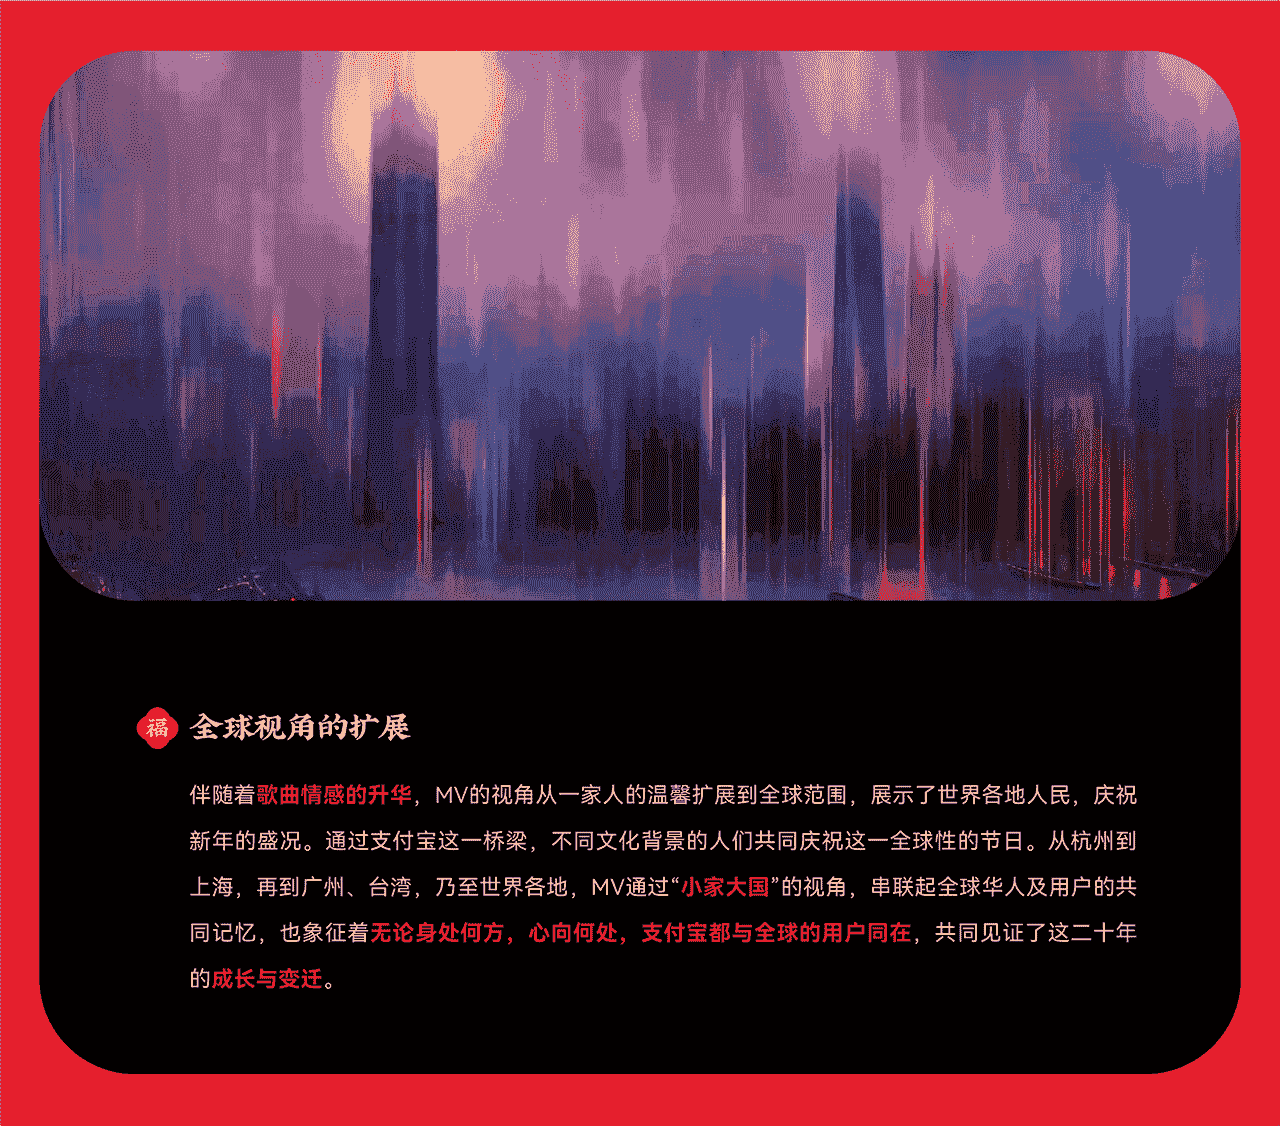 福 全球视角的扩展
伴随着歌曲情感的升华，MV的视角从一家人的温馨扩展到全球范围，展示了世界各地人民，庆祝
新年的盛况。通过支付宝这一桥梁，不同文化背景的人们共同庆祝这一全球性的节日。从杭州到
上海，再到广州、台湾，乃至世界各地，MV通过“小家大国”的视角，串联起全球华人及用户的共
同记忆，也象征着无论身处何方，心向何处，支付宝都与全球的用户同在，共同见证了这二十年
的成长与变迁。